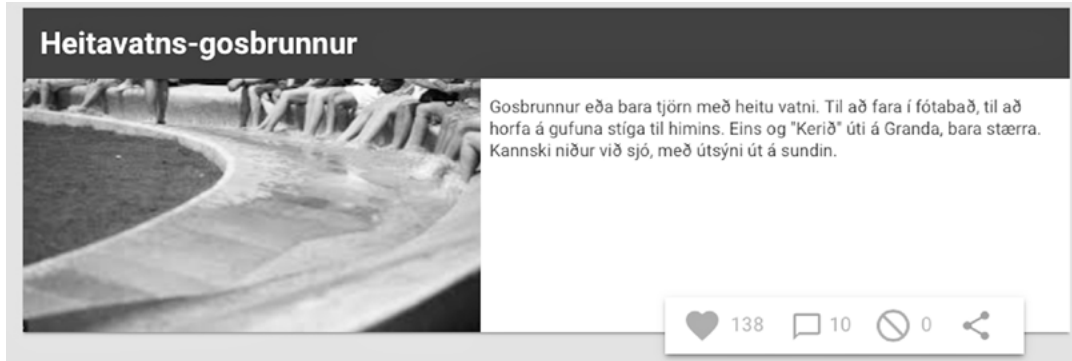 Heitavatns-gosbrunnur
Gosbrunnur eða bara tjörn með heitu vatni. Til að fara í fótabað, til að
horfa á gufuna stíga til himins. Eins og "Kerið" úti á Granda, bara stærra.
Kannski niður við sjó, með útsýni út á sundin.
138 10 0